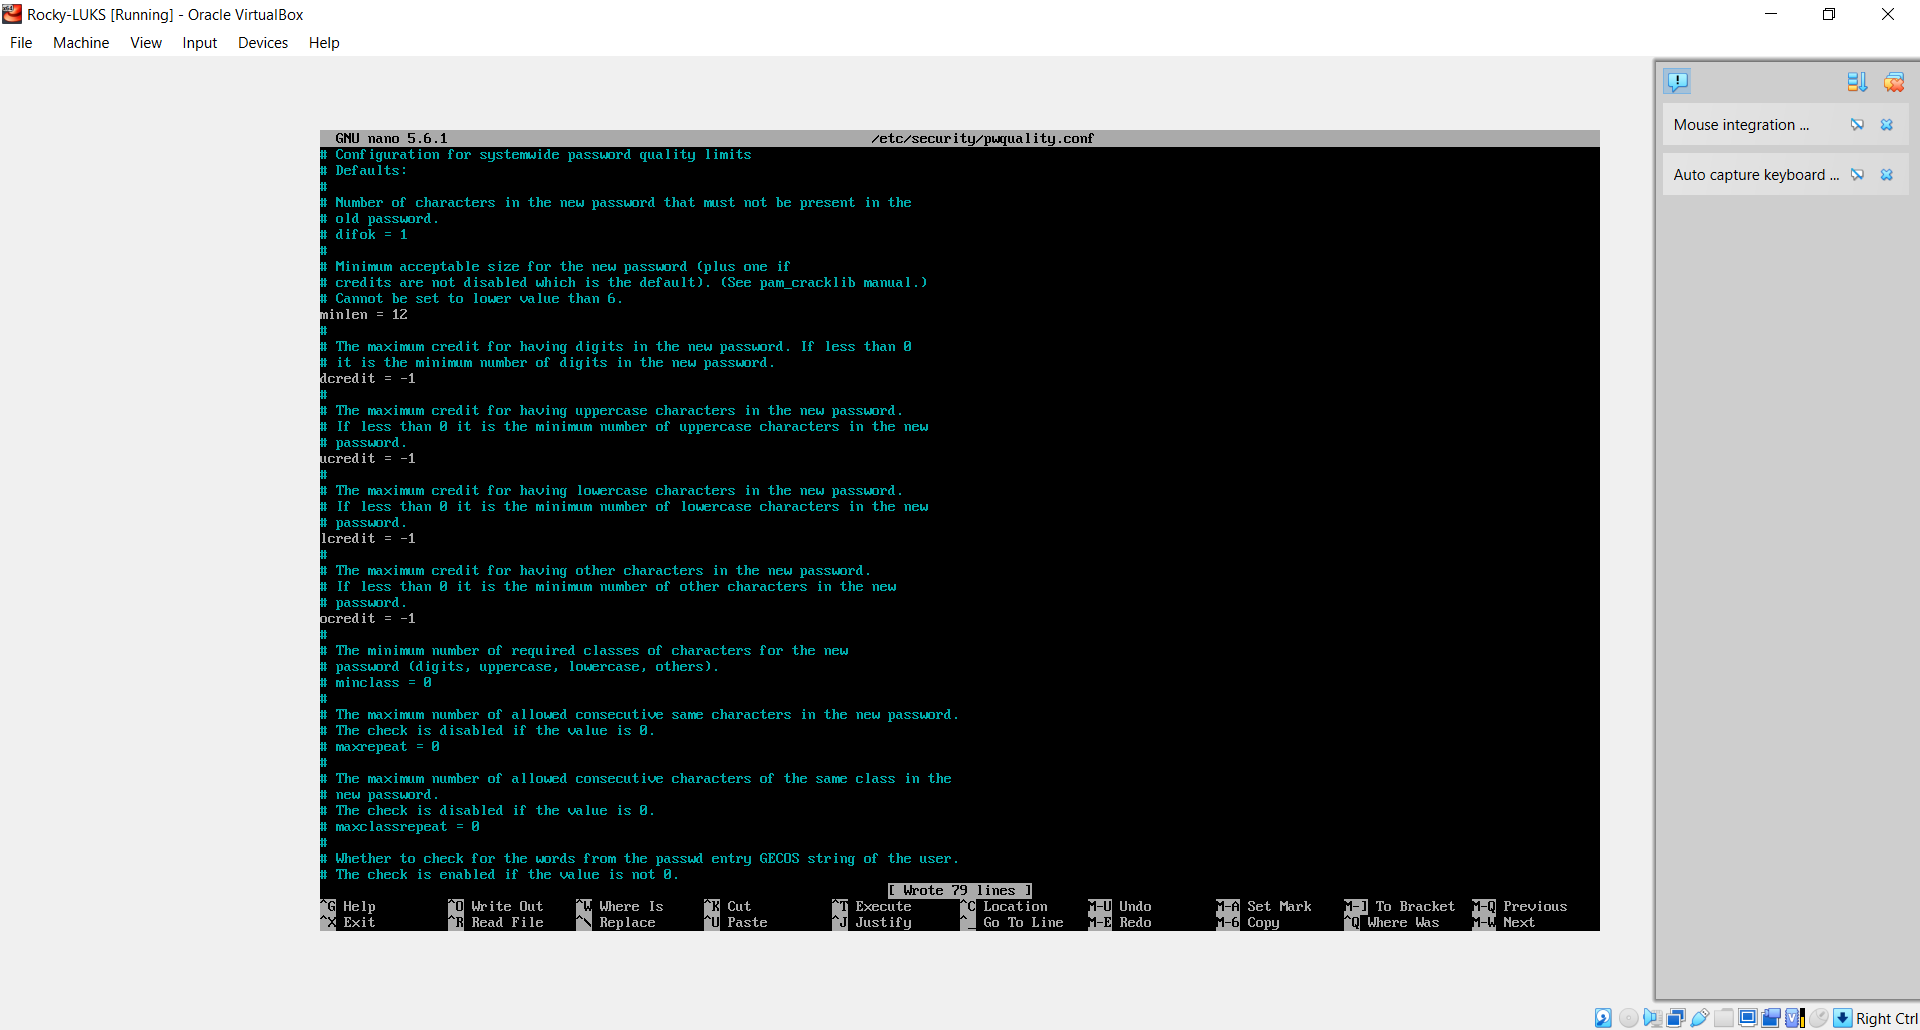 Rocky-LUKS [Running] - Oracle VirtualBox
File Machine View Input Devices Help
Mouse integration ...
Auto capture keyboard ...
GNU nano 5.6.1 /etc/security/pwquality.conf
# Configuration for systemwide password quality limits
# Defaults:
#
# Number of characters in the new password that must not be present in the
# old password.
# difok = 1
#
# Minimum acceptable size for the new password (plus one if
# credits are not disabled which is the default). (See pam_cracklib manual.)
# Cannot be set to lower value than 6.
minlen = 12
#
# The maximum credit for having digits in the new password. If less than 0
# it is the minimum number of digits in the new password.
dcredit = -1
#
# The maximum credit for having uppercase characters in the new password.
# If less than 0 it is the minimum number of uppercase characters in the new
# password.
ucredit = -1
#
# The maximum credit for having lowercase characters in the new password.
# If less than 0 it is the minimum number of lowercase characters in the new
# password.
lcredit = -1
#
# The maximum credit for having other characters in the new password.
# If less than 0 it is the minimum number of other characters in the new
# password.
ocredit = -1
#
# The minimum number of required classes of characters for the new
# password (digits, uppercase, lowercase, others).
# minclass = 0
#
# The maximum number of allowed consecutive same characters in the new password.
# The check is disabled if the value is 0.
# maxrepeat = 0
#
# The maximum number of allowed consecutive characters of the same class in the
# new password.
# The check is disabled if the value is 0.
# maxclassrepeat = 0
#
# Whether to check for the words from the passwd entry GECOS string of the user.
# The check is enabled if the value is not 0.
[ Wrote 79 lines ]
^G Help ^O Write Out ^W Where Is ^K Cut ^T Execute ^C Location M-U Undo M-A Set Mark M-] To Bracket M-Q Previous
^X Exit ^R Read File ^\ Replace ^U Paste ^J Justify ^_ Go To Line M-E Redo M-6 Copy ^Q Where Was M-W Next
Right Ctrl